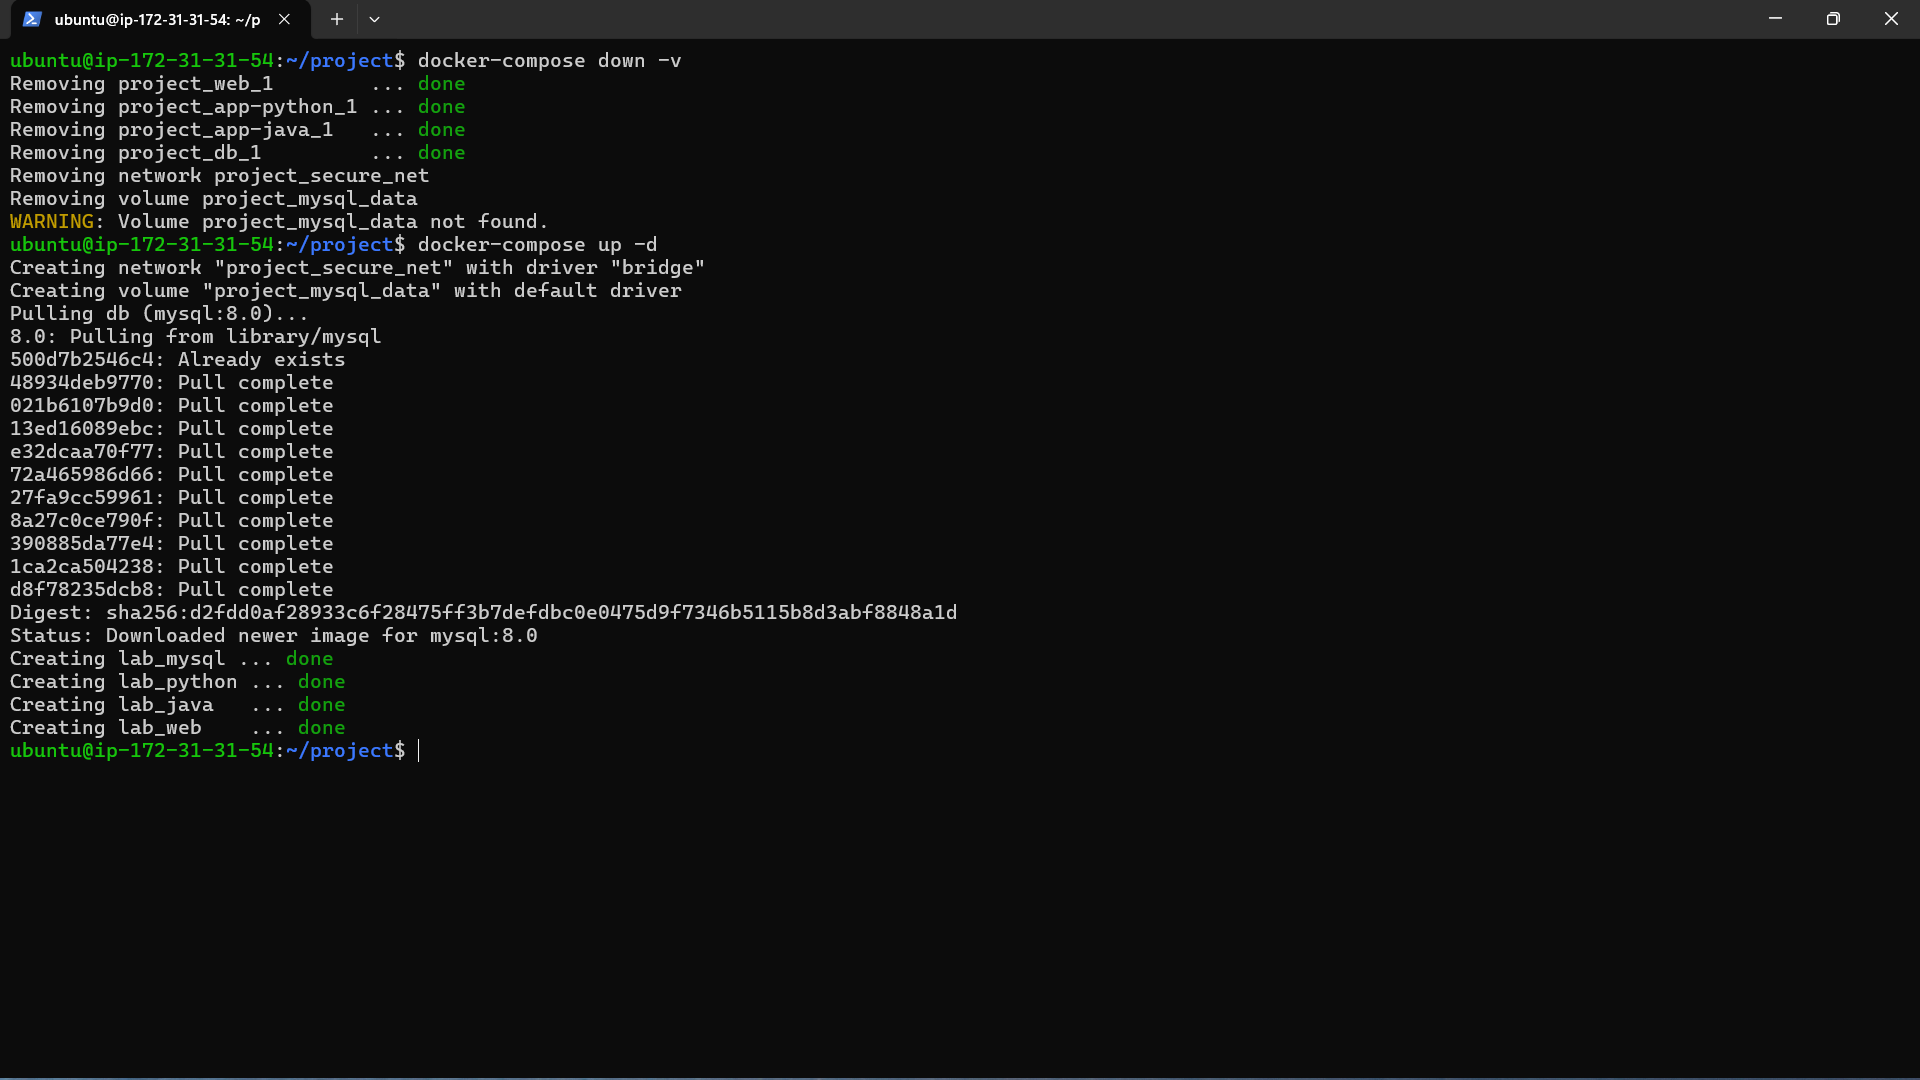 ubuntu@ip-172-31-31-54: ~/p
ubuntu@ip-172-31-31-54:~/project$ docker-compose down -v
Removing project_web_1        ... done
Removing project_app-python_1 ... done
Removing project_app-java_1   ... done
Removing project_db_1         ... done
Removing network project_secure_net
Removing volume project_mysql_data
WARNING: Volume project_mysql_data not found.
ubuntu@ip-172-31-31-54:~/project$ docker-compose up -d
Creating network "project_secure_net" with driver "bridge"
Creating volume "project_mysql_data" with default driver
Pulling db (mysql:8.0)...
8.0: Pulling from library/mysql
500d7b2546c4: Already exists
48934deb9770: Pull complete
021b6107b9d0: Pull complete
13ed16089ebc: Pull complete
e32dcaa70f77: Pull complete
72a465986d66: Pull complete
27fa9cc59961: Pull complete
8a27c0ce790f: Pull complete
390885da77e4: Pull complete
1ca2ca504238: Pull complete
d8f78235dcb8: Pull complete
Digest: sha256:d2fdd0af28933c6f28475ff3b7defdbc0e0475d9f7346b5115b8d3abf8848a1d
Status: Downloaded newer image for mysql:8.0
Creating lab_mysql ... done
Creating lab_python ... done
Creating lab_java   ... done
Creating lab_web    ... done
ubuntu@ip-172-31-31-54:~/project$